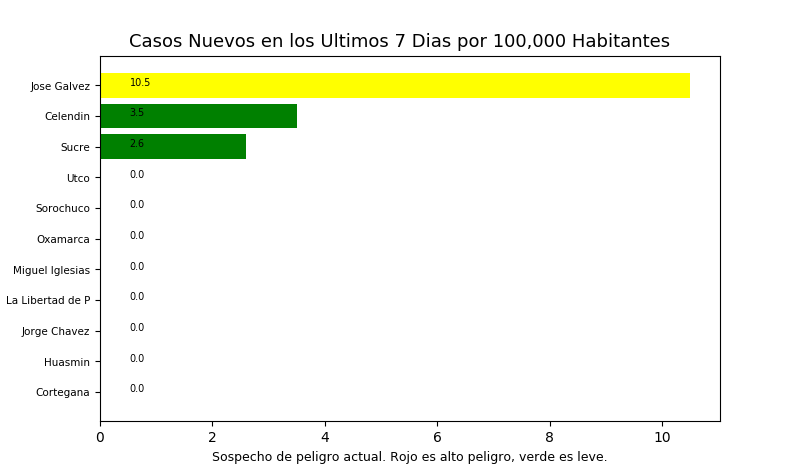 Casos Nuevos en los Ultimos 7 Dias por 100,000 Habitantes
Jose Galvez 10.5
Celendin 3.5
Sucre 2.6
Utco 0.0
Sorochuco 0.0
Oxamarca 0.0
Miguel Iglesias 0.0
La Libertad de P 0.0
Jorge Chavez 0.0
Huasmin 0.0
Cortegana 0.0
0 2 4 6 8 10
Sospecho de peligro actual. Rojo es alto peligro, verde es leve.